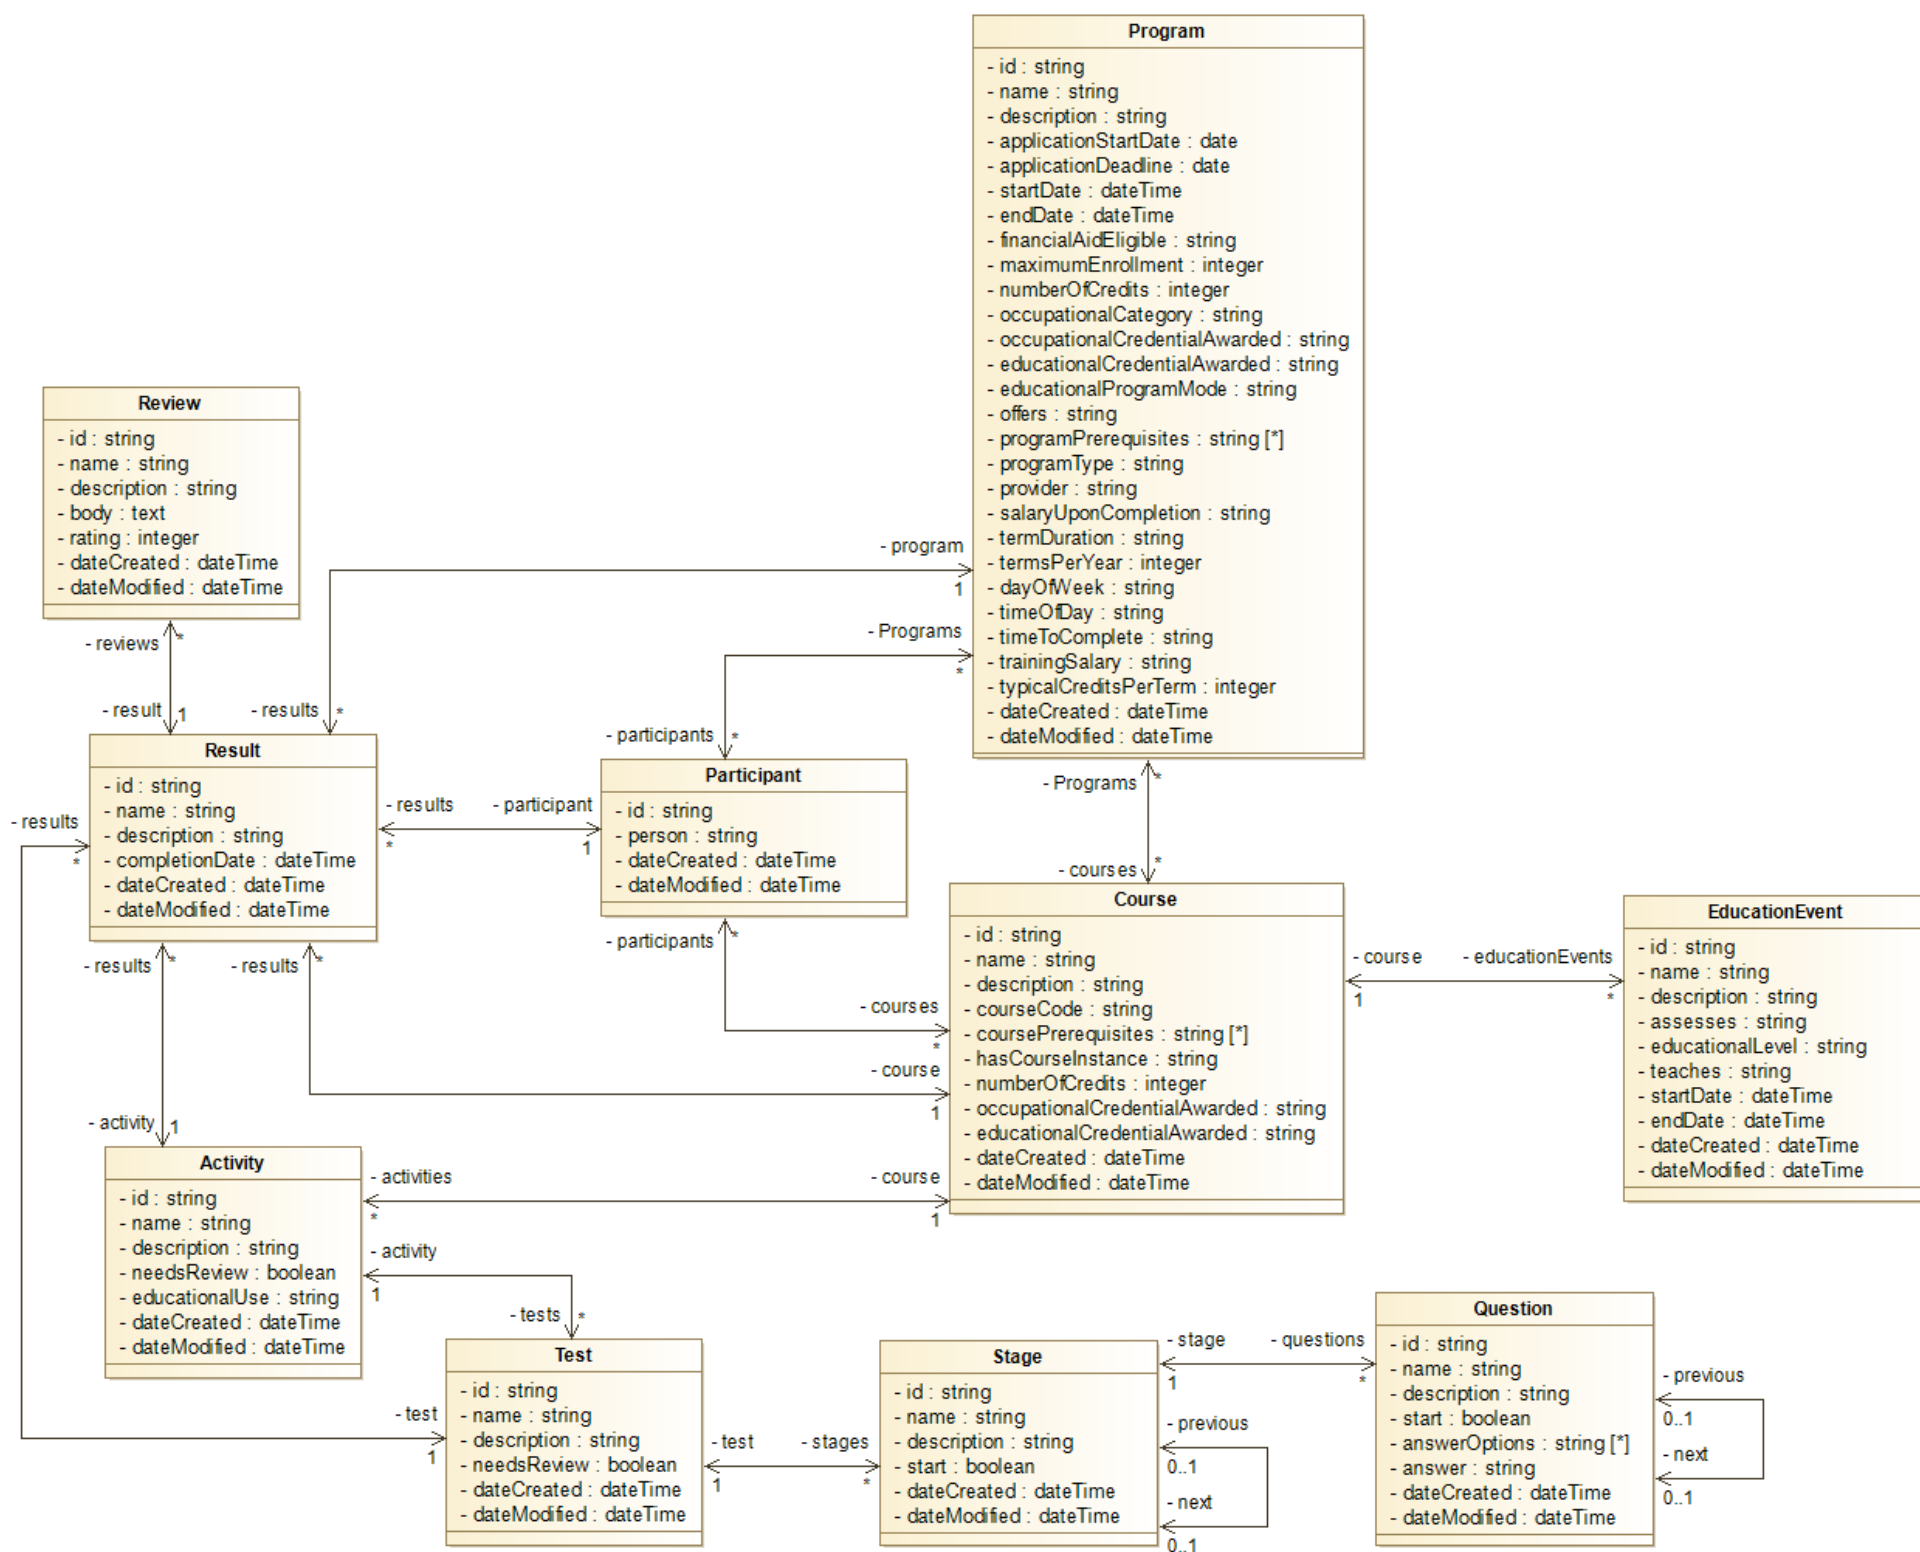 Program
- id : string
- name : string
- description : string
- applicationStartDate : date
- applicationDeadline : date
- startDate : dateTime
- endDate : dateTime
- financialAidEligible : string
- maximumEnrollment : integer
- numberOfCredits : integer
- occupationalCategory : string
- occupationalCredentialAwarded : string
- educationalCredentialAwarded : string
- educationalProgramMode : string
- offers : string
- programPrerequisites : string [*]
- programType : string
- provider : string
- salaryUponCompletion : string
- termDuration : string
- termsPerYear : integer
- dayOfWeek : string
- timeOfDay : string
- timeToComplete : string
- trainingSalary : string
- typicalCreditsPerTerm : integer
- dateCreated : dateTime
- dateModified : dateTime
Review
- id : string
- name : string
- description : string
- body : text
- rating : integer
- dateCreated : dateTime
- dateModified : dateTime
- reviews
*
- result
1
- results
*
- program
1
- Programs
*
- participants
*
Result
- id : string
- name : string
- description : string
- completionDate : dateTime
- dateCreated : dateTime
- dateModified : dateTime
- results
*
- results
*
- participant
1
Participant
- id : string
- person : string
- dateCreated : dateTime
- dateModified : dateTime
- Programs
*
- courses
*
- participants
*
- courses
*
- results
*
- results
*
- course
1
Course
- id : string
- name : string
- description : string
- courseCode : string
- coursePrerequisites : string [*]
- hasCourseInstance : string
- numberOfCredits : integer
- occupationalCredentialAwarded : string
- educationalCredentialAwarded : string
- dateCreated : dateTime
- dateModified : dateTime
- course
1
- educationEvents
*
EducationEvent
- id : string
- name : string
- description : string
- assesses : string
- educationalLevel : string
- teaches : string
- startDate : dateTime
- endDate : dateTime
- dateCreated : dateTime
- dateModified : dateTime
- activity
1
Activity
- id : string
- name : string
- description : string
- needsReview : boolean
- educationalUse : string
- dateCreated : dateTime
- dateModified : dateTime
- activities
*
- course
1
- activity
1
- tests
*
- test
1
Test
- id : string
- name : string
- description : string
- needsReview : boolean
- dateCreated : dateTime
- dateModified : dateTime
- test
1
- stages
*
Stage
- id : string
- name : string
- description : string
- start : boolean
- dateCreated : dateTime
- dateModified : dateTime
- stage
1
- questions
*
- previous
0..1
- next
0..1
Question
- id : string
- name : string
- description : string
- start : boolean
- answerOptions : string [*]
- answer : string
- dateCreated : dateTime
- dateModified : dateTime
- previous
0..1
- next
0..1